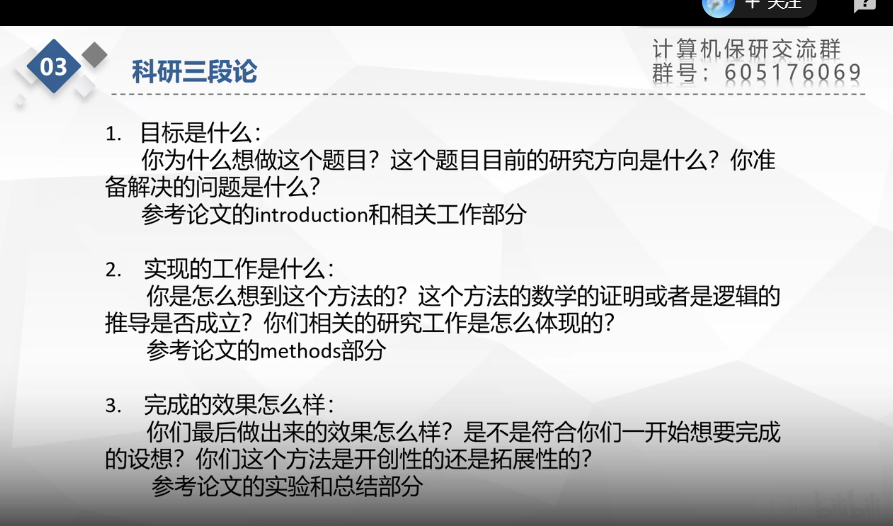 + 关注
03
科研三段论
计算机保研交流群
群号：605176069
1. 目标是什么：
你为什么想做这个题目？这个题目目前的研究方向是什么？你准
备解决的问题是什么？
参考论文的introduction和相关工作部分
2. 实现的工作是什么：
你是怎么想到这个方法的？这个方法的数学的证明或者是逻辑的
推导是否成立？你们相关的研究工作是怎么体现的？
参考论文的methods部分
3. 完成的效果怎么样：
你们最后做出来的效果怎么样？是不是符合你们一开始想要完成
的设想？你们这个方法是开创性的还是拓展性的？
参考论文的实验和总结部分